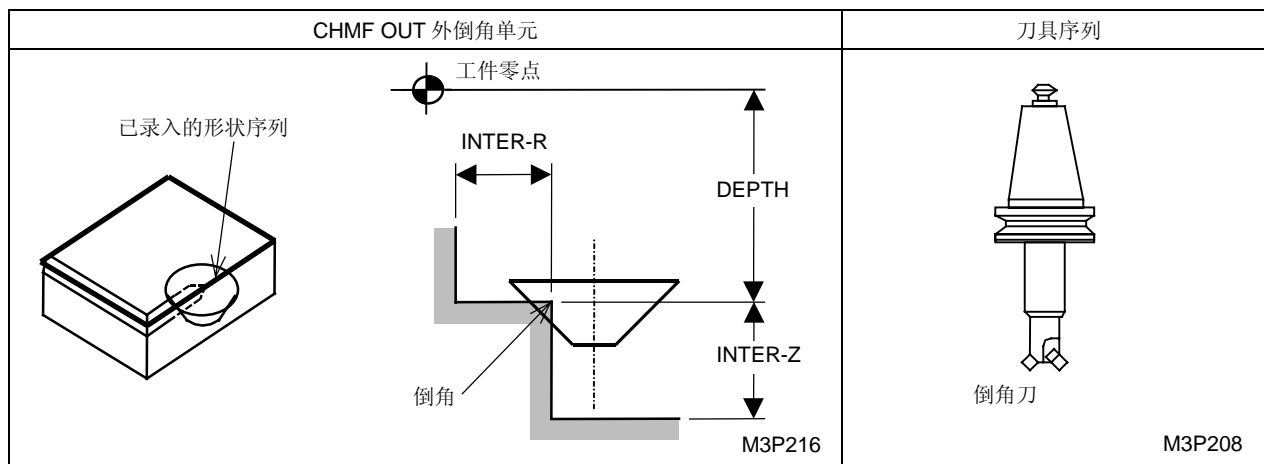 CHMF OUT 外倒角单元
刀具序列
工件零点
已录入的形状序列
INTER-R
DEPTH
INTER-Z
倒角
M3P216
倒角刀
M3P208